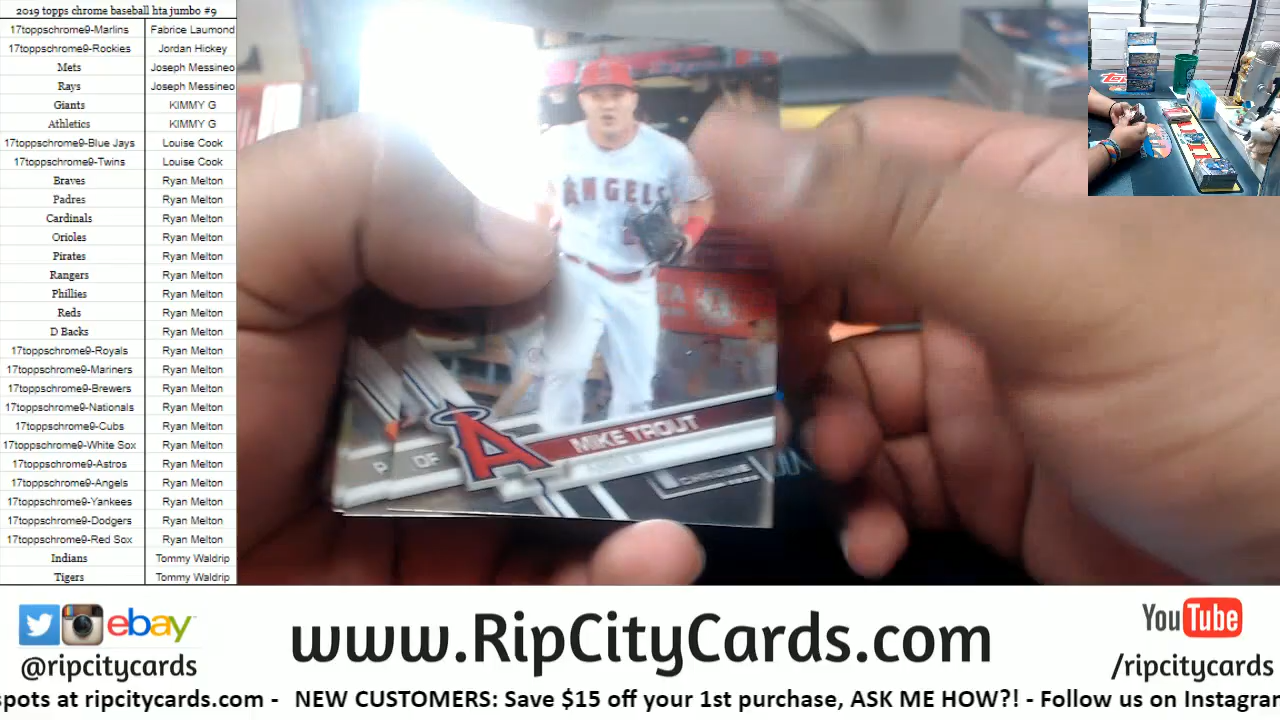 2019 topps chrome baseball hta jumbo #9
17toppschrome9-Marlins Fabrice Laumond
17toppschrome9-Rockies Jordan Hickey
Mets Joseph Messineo
Rays Joseph Messineo
Giants KIMMY G
Athletics KIMMY G
17toppschrome9-Blue Jays Louise Cook
17toppschrome9-Twins Louise Cook
Braves Ryan Melton
Padres Ryan Melton
Cardinals Ryan Melton
Orioles Ryan Melton
Pirates Ryan Melton
Rangers Ryan Melton
Phillies Ryan Melton
Reds Ryan Melton
D Backs Ryan Melton
17toppschrome9-Royals Ryan Melton
17toppschrome9-Mariners Ryan Melton
17toppschrome9-Brewers Ryan Melton
17toppschrome9-Nationals Ryan Melton
17toppschrome9-Cubs Ryan Melton
17toppschrome9-White Sox Ryan Melton
17toppschrome9-Astros Ryan Melton
17toppschrome9-Angels Ryan Melton
17toppschrome9-Yankees Ryan Melton
17toppschrome9-Dodgers Ryan Melton
17toppschrome9-Red Sox Ryan Melton
Indians Tommy Waldrip
Tigers Tommy Waldrip
ANGELS
MIKE TROUT
OF
A
CHROME
ebay
@ripcitycards
www.RipCityCards.com
YouTube
/ripcitycards
spots at ripcitycards.com - NEW CUSTOMERS: Save $15 off your 1st purchase, ASK ME HOW?! - Follow us on Instagram